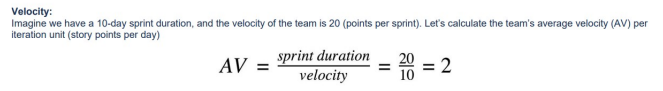 Velocity:
Imagine we have a 10-day sprint duration, and the velocity of the team is 20 (points per sprint). Let's calculate the team's average velocity (AV) per
iteration unit (story points per day)
AV = sprint duration / velocity = 20 / 10 = 2